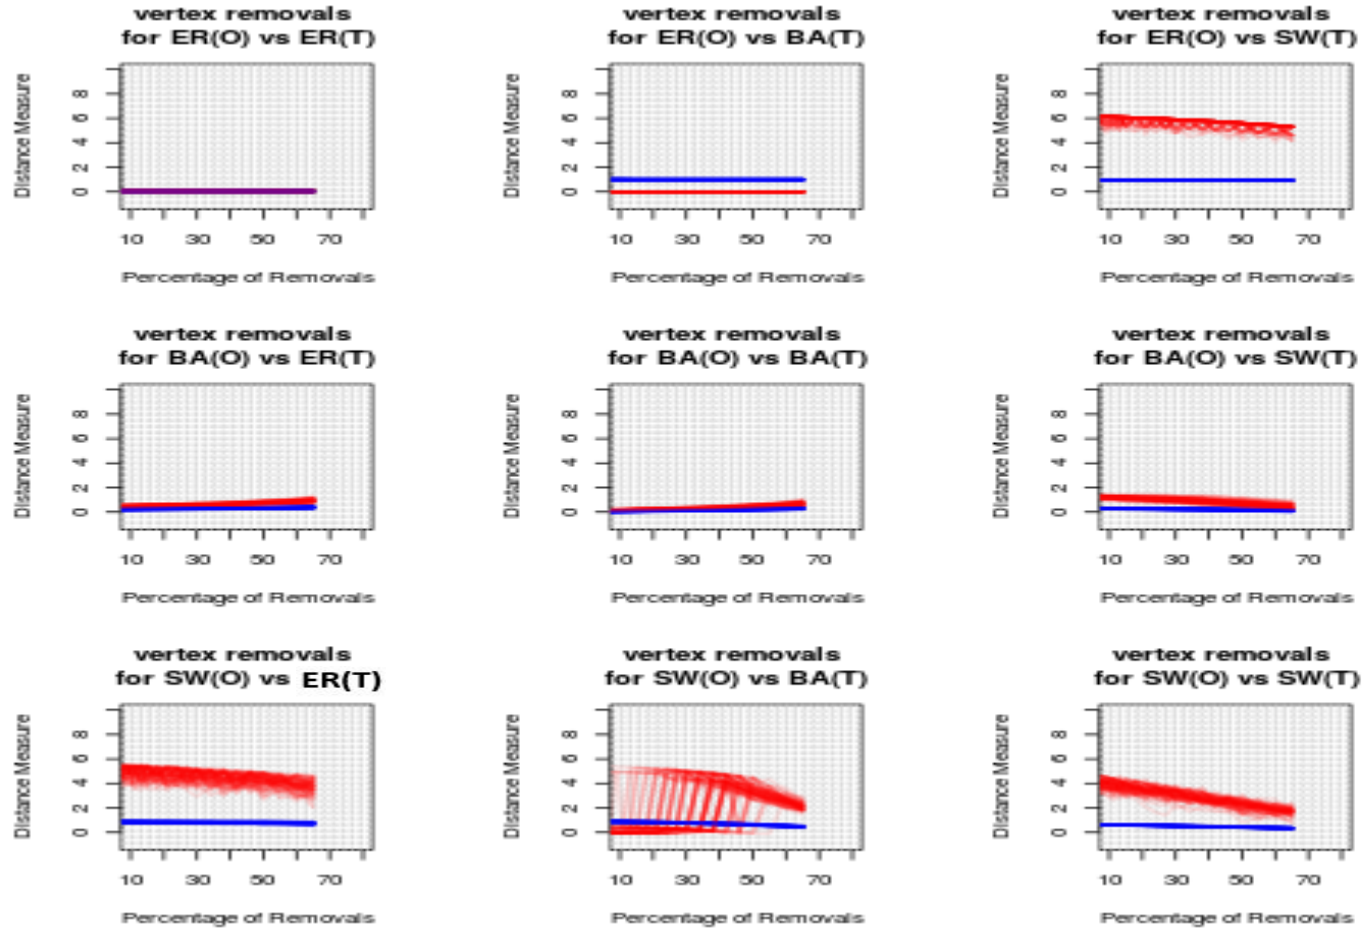 vertex removals
for ER(O) vs ER(T)
Distance Measure
8
6
4
2
0
10 30 50 70
Percentage of Removals
vertex removals
for ER(O) vs BA(T)
Distance Measure
8
6
4
2
0
10 30 50 70
Percentage of Removals
vertex removals
for ER(O) vs SW(T)
Distance Measure
8
6
4
2
0
10 30 50 70
Percentage of Removals
vertex removals
for BA(O) vs ER(T)
Distance Measure
8
6
4
2
0
10 30 50 70
Percentage of Removals
vertex removals
for BA(O) vs BA(T)
Distance Measure
8
6
4
2
0
10 30 50 70
Percentage of Removals
vertex removals
for BA(O) vs SW(T)
Distance Measure
8
6
4
2
0
10 30 50 70
Percentage of Removals
vertex removals
for SW(O) vs ER(T)
Distance Measure
8
6
4
2
0
10 30 50 70
Percentage of Removals
vertex removals
for SW(O) vs BA(T)
Distance Measure
8
6
4
2
0
10 30 50 70
Percentage of Removals
vertex removals
for SW(O) vs SW(T)
Distance Measure
8
6
4
2
0
10 30 50 70
Percentage of Removals